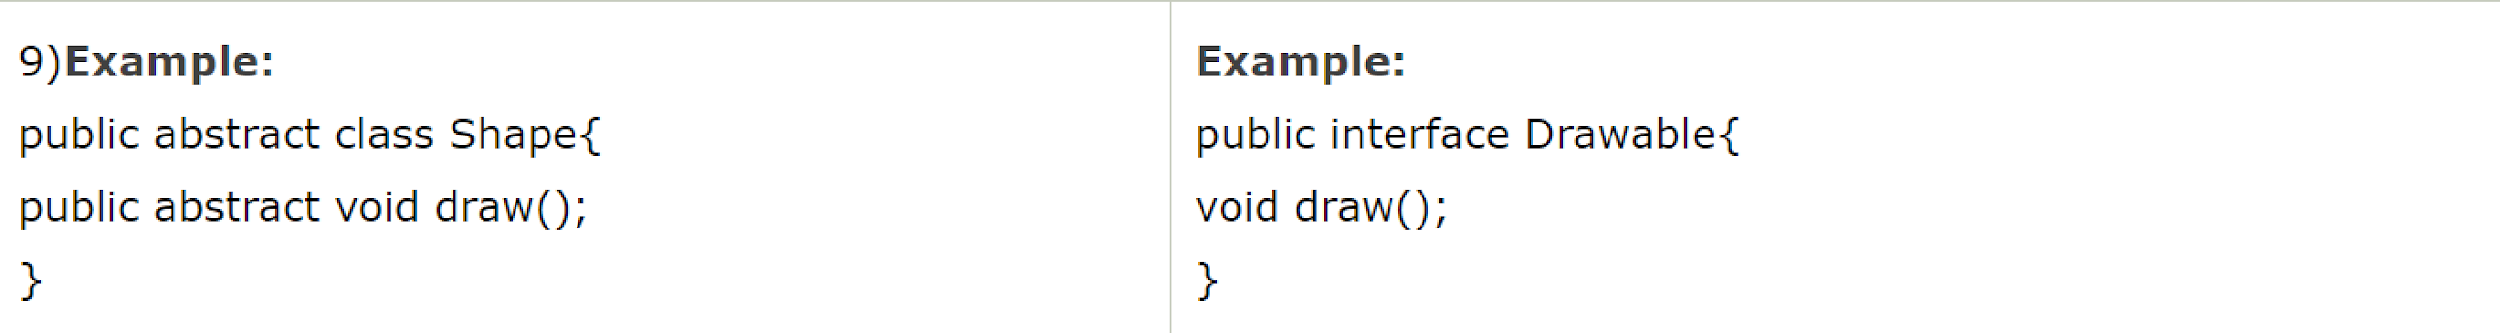 9)Example:
public abstract class Shape{
public abstract void draw();
}
Example:
public interface Drawable{
void draw();
}